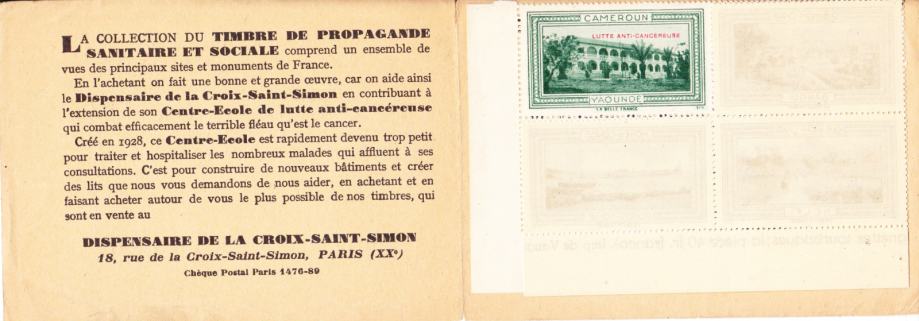 LA COLLECTION DU TIMBRE DE PROPAGANDE
SANITAIRE ET SOCIALE comprend un ensemble de
vues des principaux sites et monuments de France.
En l'achetant on fait une bonne et grande œuvre, car on aide ainsi
le Dispensaire de la Croix-Saint-Simon en contribuant à
l'extension de son Centre-Ecole de lutte anti-cancéreuse
qui combat efficacement le terrible fléau qu'est le cancer.
Créé en 1928, ce Centre-Ecole est rapidement devenu trop petit
pour traiter et hospitaliser les nombreux malades qui affluent à ses
consultations. C'est pour construire de nouveaux bâtiments et créer
des lits que nous vous demandons de nous aider, en achetant et en
faisant acheter autour de vous le plus possible de nos timbres, qui
sont en vente au
DISPENSAIRE DE LA CROIX-SAINT-SIMON
18, rue de la Croix-Saint-Simon, PARIS (XXe)
Chèque Postal Paris 1476-89
CAMEROUN
LUTTE ANTI-CANCEREUSE
YAOUNDE
LA BELLE FRANCE